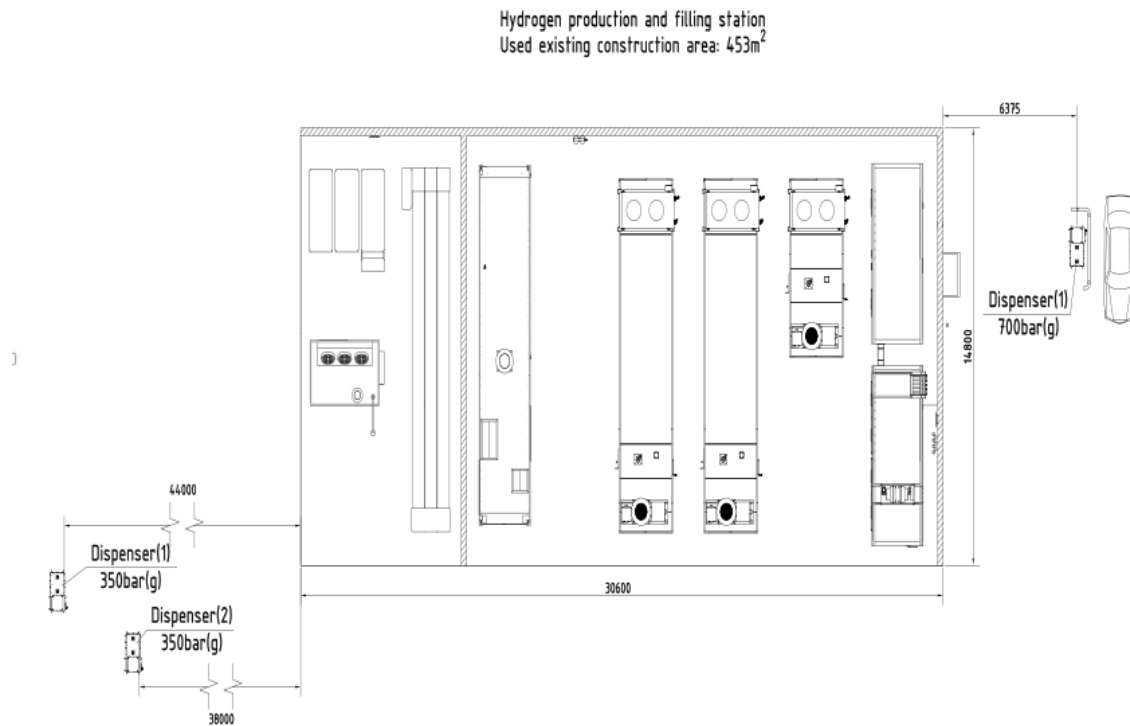 Hydrogen production and filling station
Used existing construction area: 453m²
6375
Dispenser(1)
700bar(g)
14800
44000
Dispenser(1)
350bar(g)
30600
Dispenser(2)
350bar(g)
38000